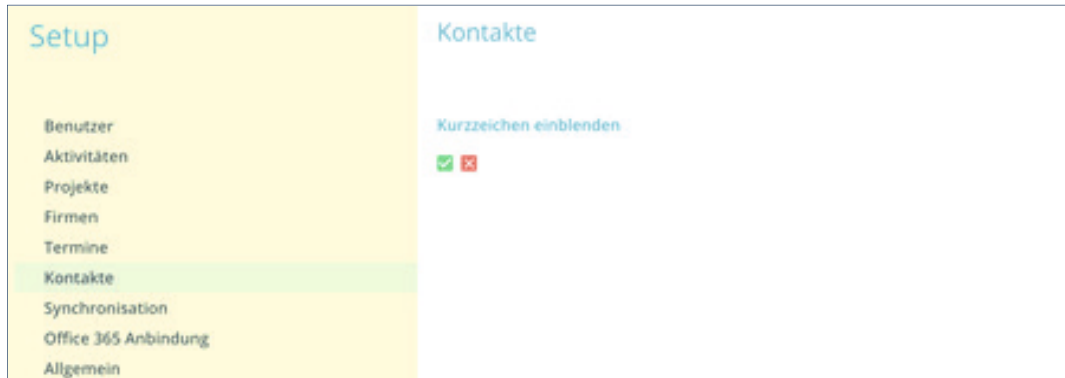 Setup
Benutzer
Aktivitäten
Projekte
Firmen
Termine
Kontakte
Synchronisation
Office 365 Anbindung
Allgemein
Kontakte
Kurzzeichen einblenden